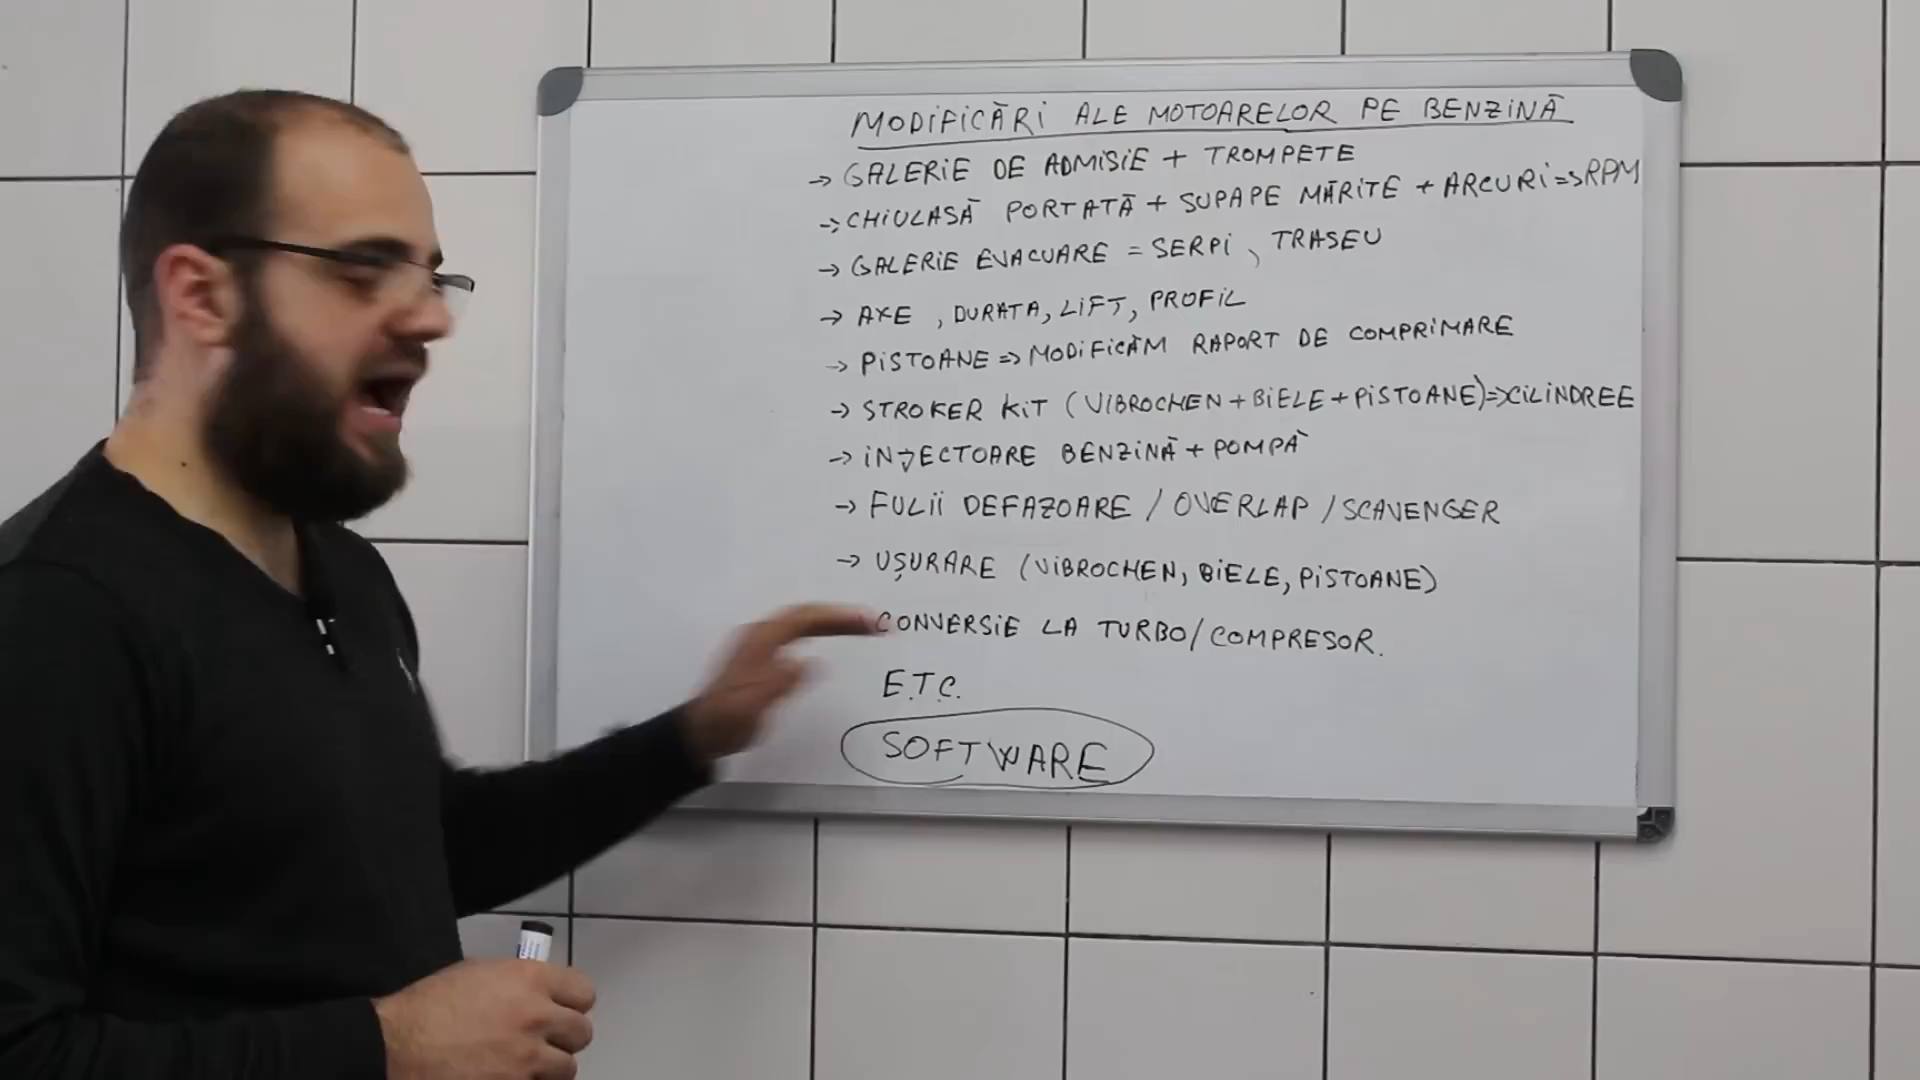 MODIFICĂRI ALE MOTOARELOR PE BENZINĂ
→ GALERIE DE ADMISIE + TROMPETE
→ CHIULASĂ PORTATĂ + SUPAPE MĂRITE + ARCURI => RPM
→ GALERIE EVACUARE = SERPI, TRASEU
→ AXE, DURATA, LIFT, PROFIL
→ PISTOANE => MODIFICĂM RAPORT DE COMPRIMARE
→ STROKER KIT (VIBROCHEN + BIELE + PISTOANE) => CILINDREE
→ INJECTOARE BENZINĂ + POMPĂ
→ FULII DEFAZOARE / OVERLAP / SCAVENGER
→ UȘURARE (VIBROCHEN, BIELE, PISTOANE)
CONVERSIE LA TURBO/COMPRESOR.
E.T.C.
SOFTWARE